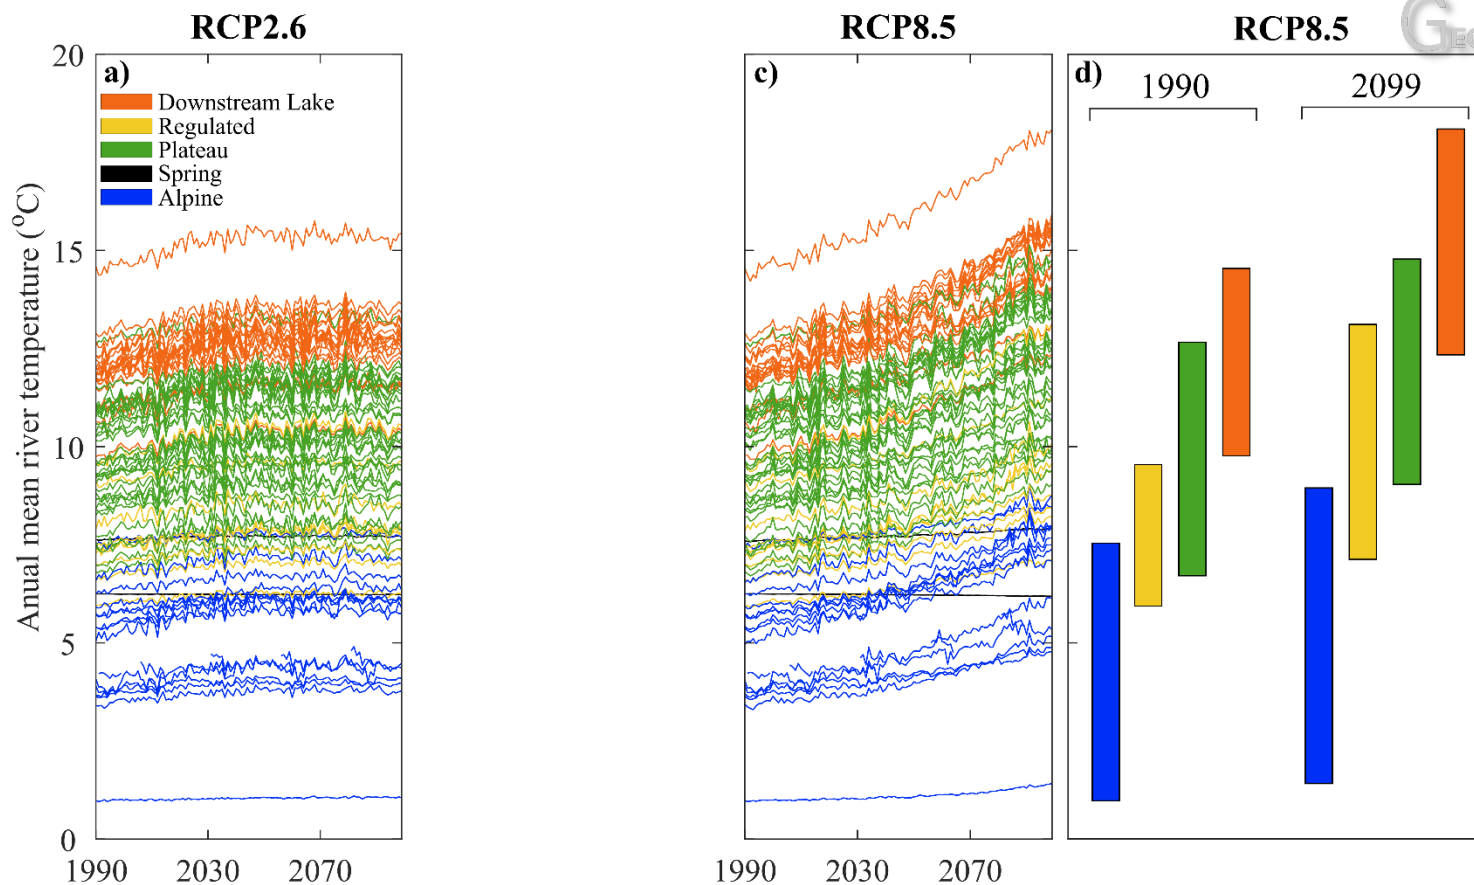 RCP2.6
RCP8.5
RCP8.5
a)
c)
d)
1990
2099
Downstream Lake
Regulated
Plateau
Spring
Alpine
Anual mean river temperature (°C)
20
15
10
5
0
1990
2030
2070
1990
2030
2070